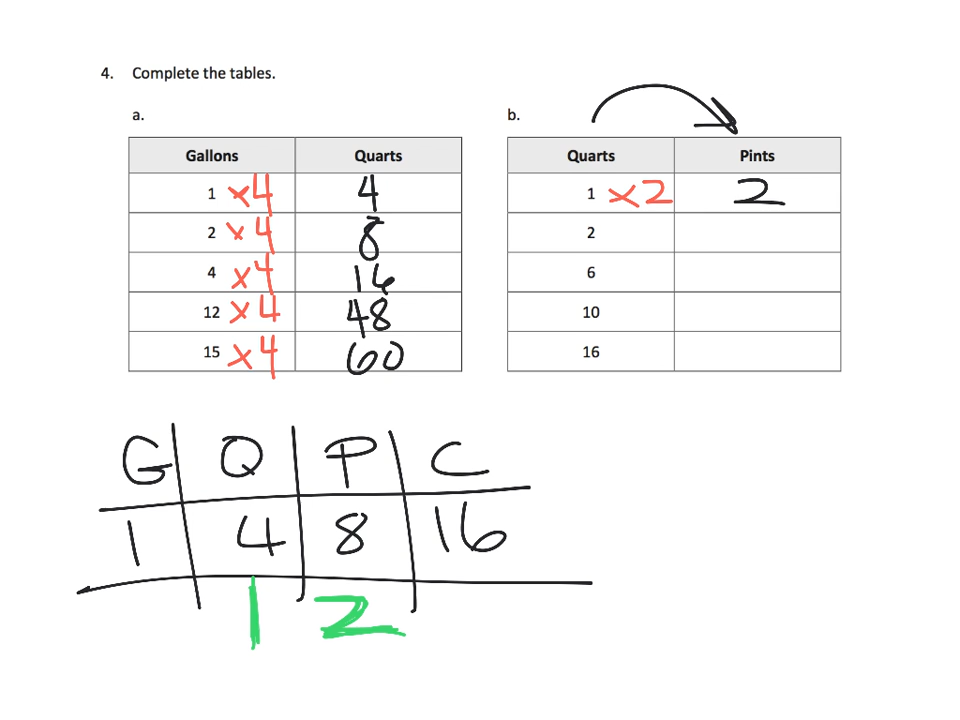 4. Complete the tables.
a.
Gallons Quarts
1 ×4 4
2 ×4 8
4 ×4 16
12 ×4 48
15 ×4 60
b.
Quarts Pints
1 ×2 2
2
6
10
16
G Q P C
1 4 8 16
1 2